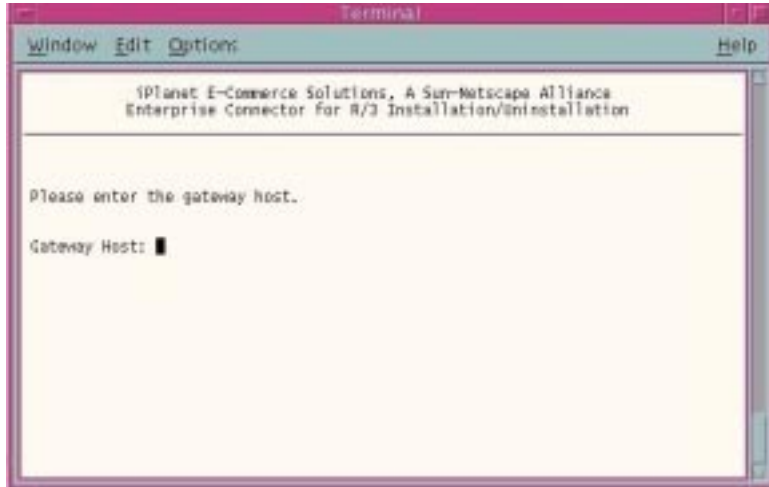 Terminal
Window Edit Options Help
iPlanet E-Commerce Solutions, A Sun-Netscape Alliance
Enterprise Connector for R/3 Installation/Uninstallation
Please enter the gateway host.
Gateway Host: